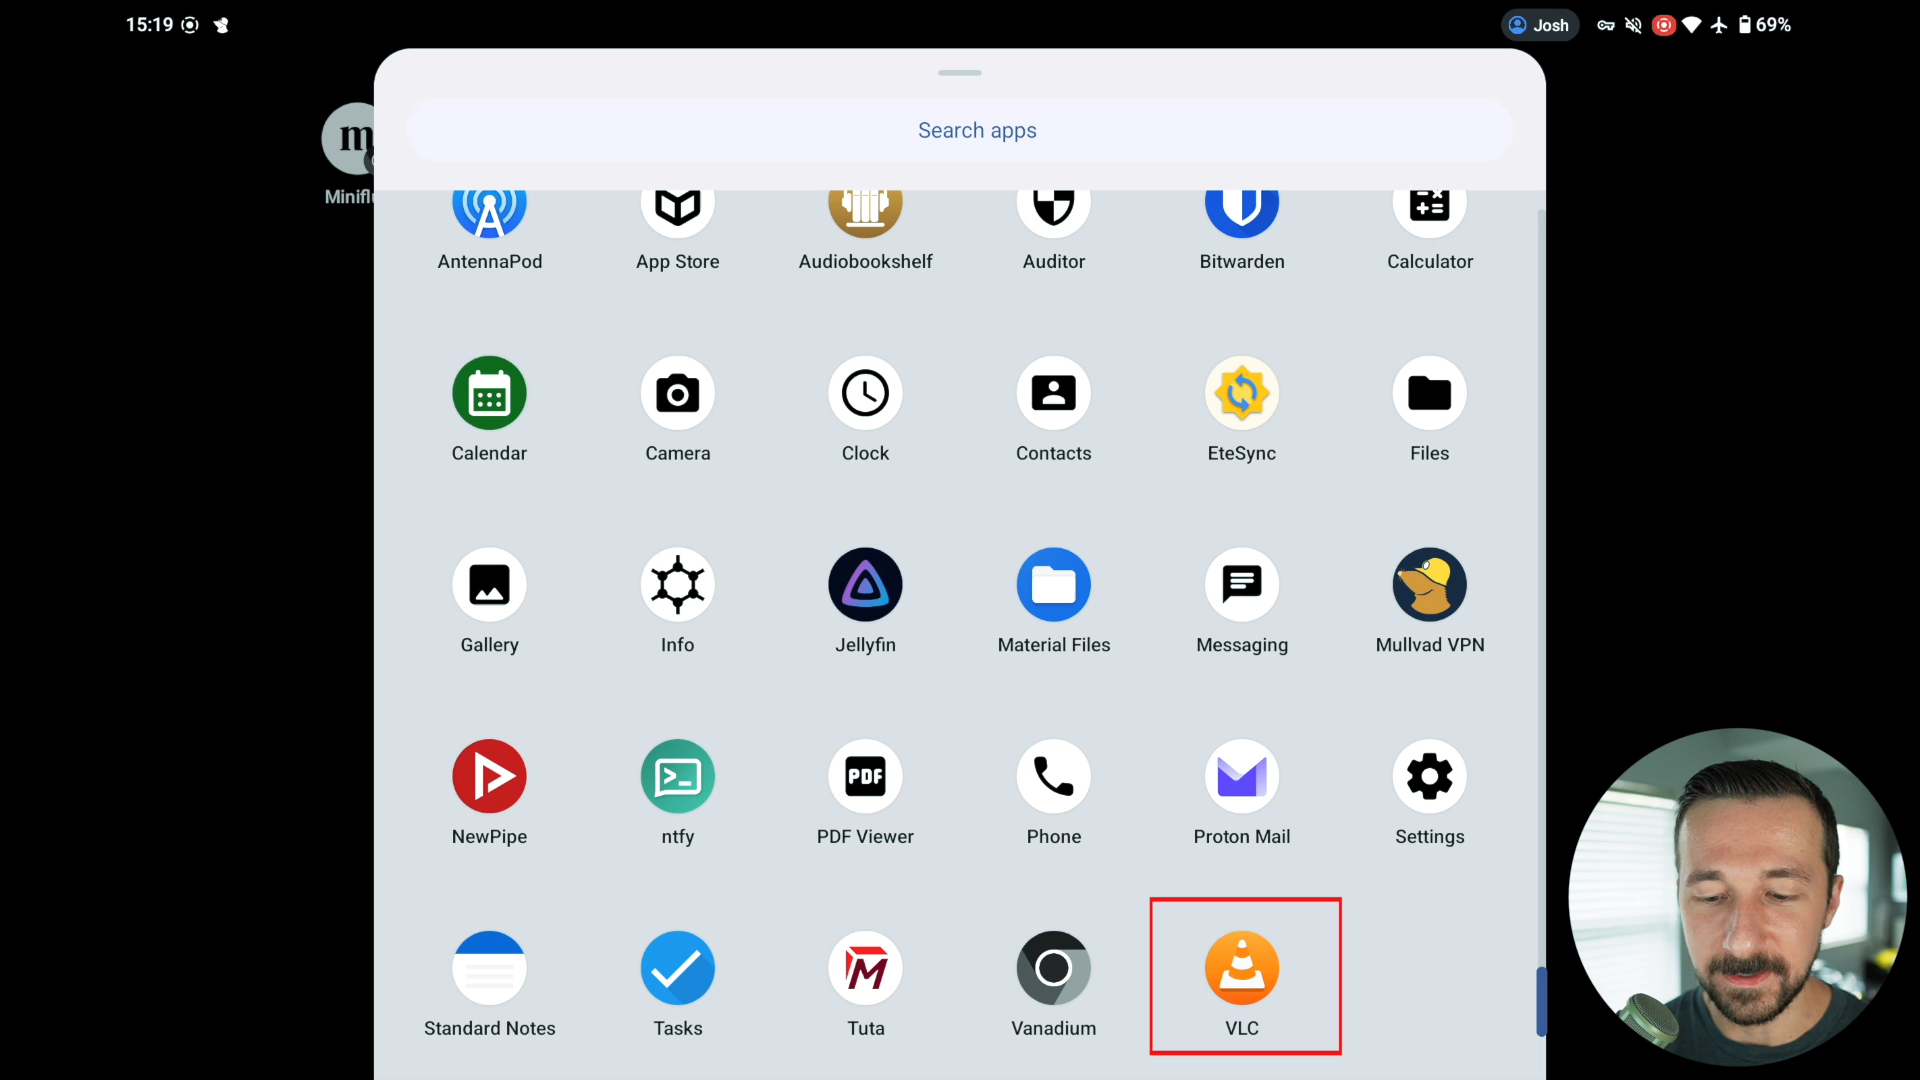 15:19
Josh
69%
m
Miniflu
Search apps
AntennaPod App Store Audiobookshelf Auditor Bitwarden Calculator
Calendar Camera Clock Contacts EteSync Files
Gallery Info Jellyfin Material Files Messaging Mullvad VPN
PDF
NewPipe ntfy PDF Viewer Phone Proton Mail Settings
M
Standard Notes Tasks Tuta Vanadium VLC